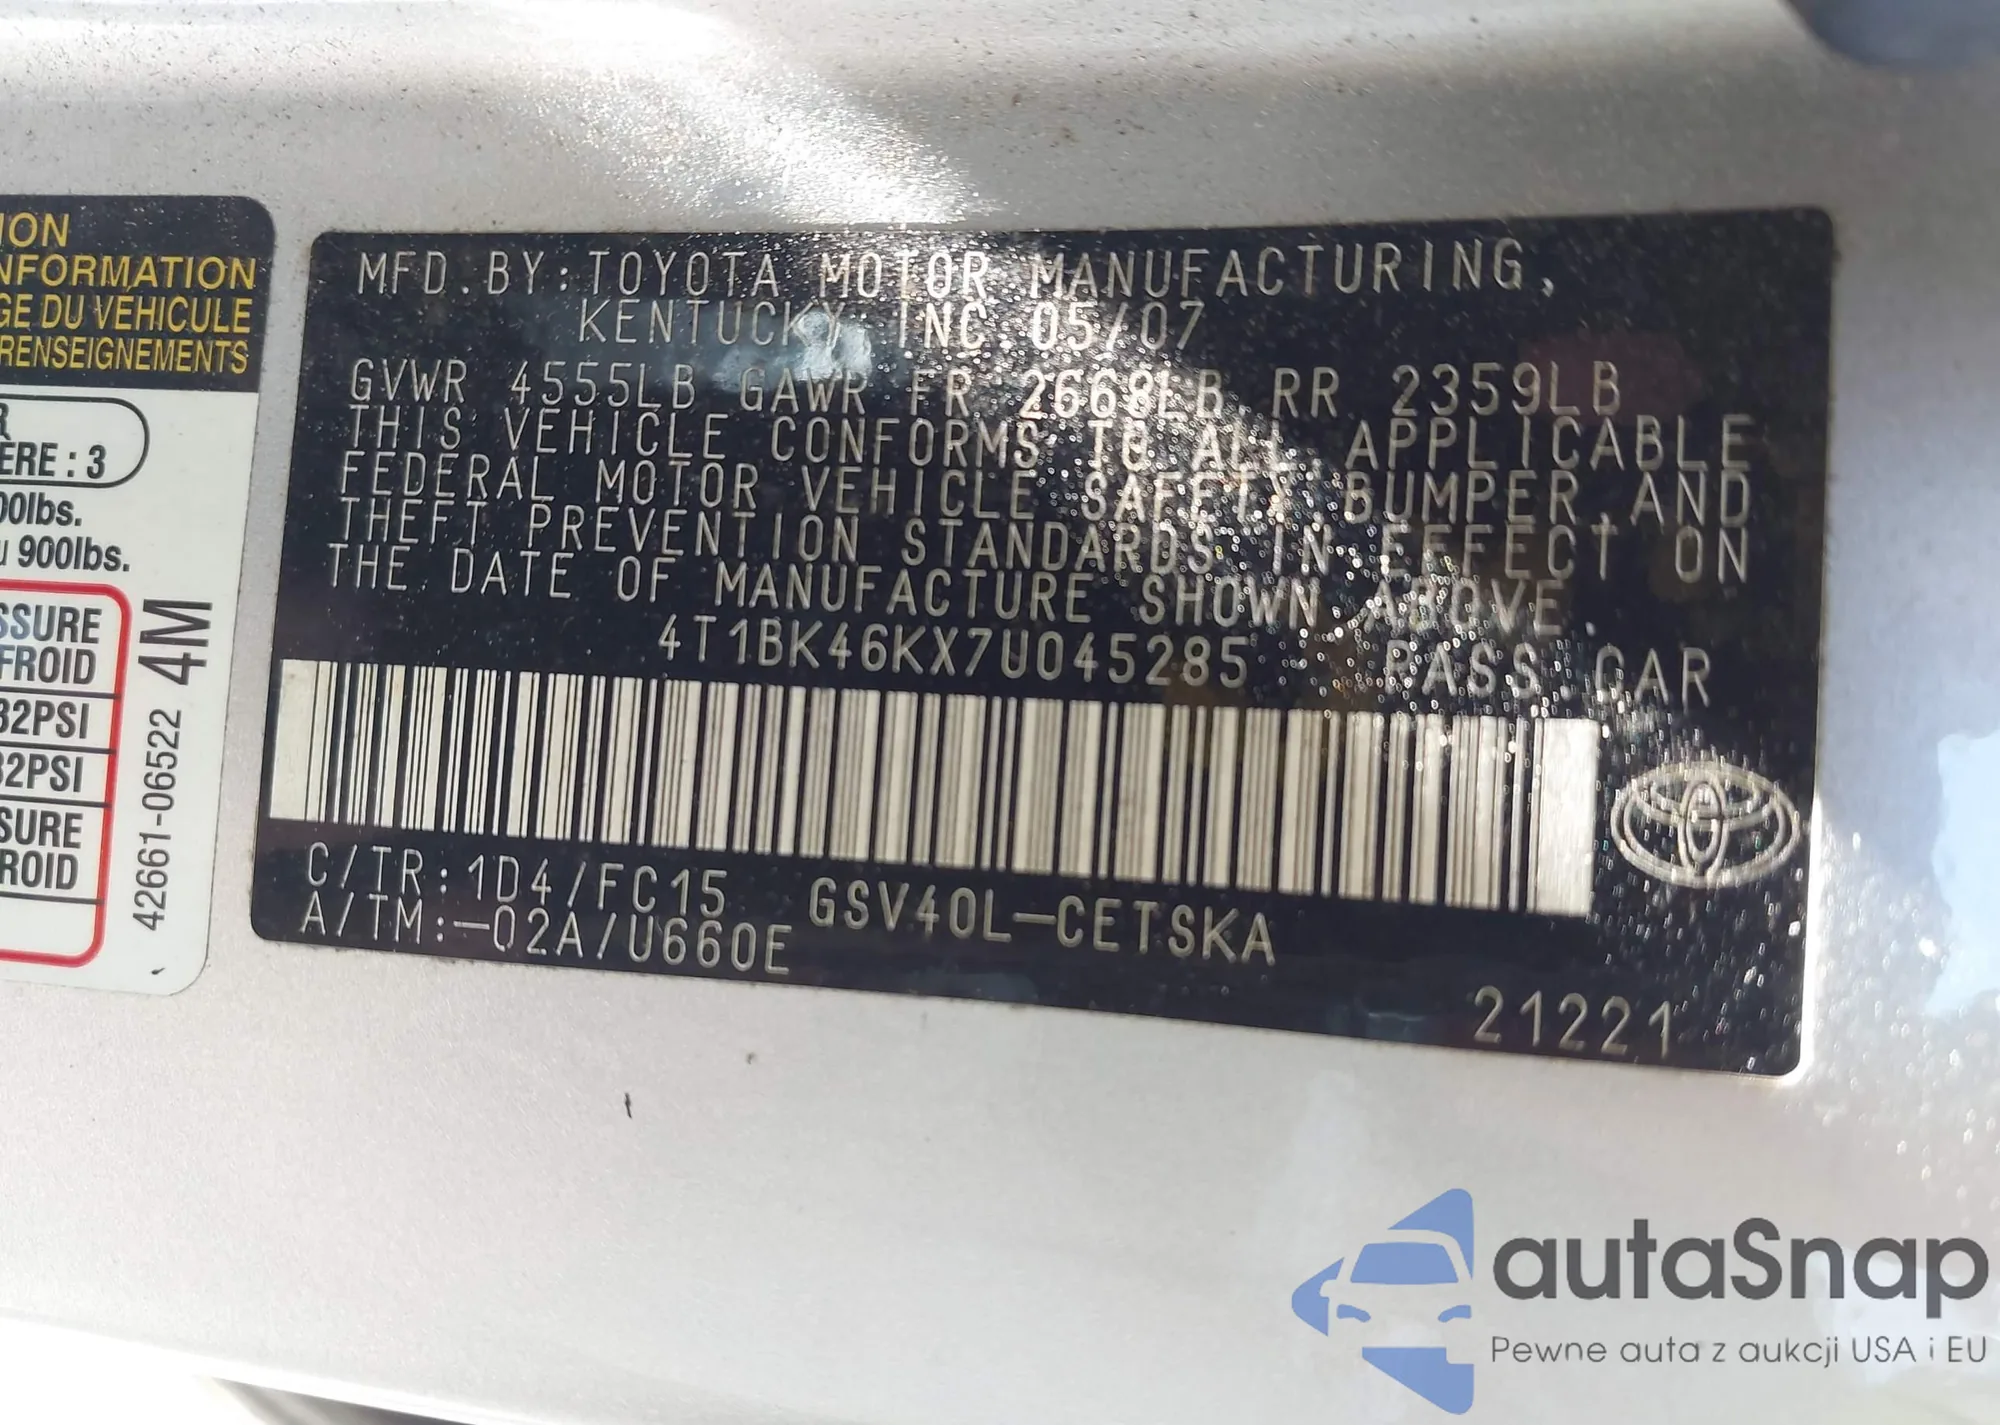 ION
NFORMATION
GE DU VÉHICULE
RENSEIGNEMENTS
R
ERE : 3
00lbs.
u 900lbs.
SSURE
FROID
32PSI
32PSI
SURE
ROID
42661-06522 4M
MFD. BY: TOYOTA MOTOR MANUFACTURING,
KENTUCKY, INC. 05/07
GVWR 4555LB GAWR FR 2668LB RR 2359LB
THIS VEHICLE CONFORMS TO ALL APPLICABLE
FEDERAL MOTOR VEHICLE SAFETY, BUMPER, AND
THEFT PREVENTION STANDARDS IN EFFECT ON
THE DATE OF MANUFACTURE SHOWN ABOVE.
4T1BK46KX7U045285 PASS. CAR
C/TR: 1D4/FC15 GSV40L-CETSKA
A/TM: -02A/U660E
21221
autaSnap
Pewne auta z aukcji USA i EU